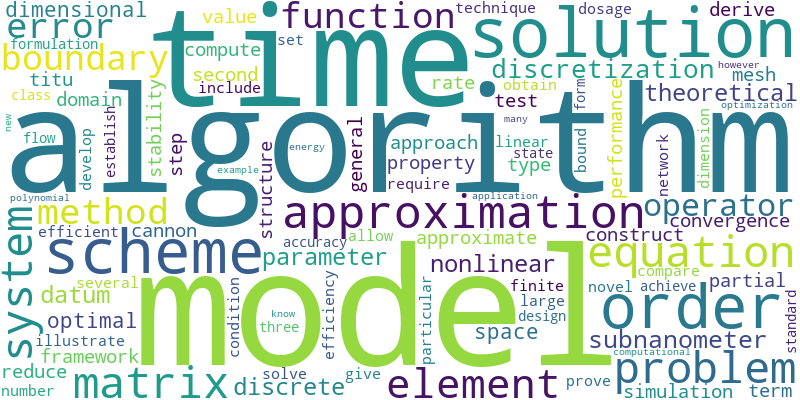 dimensional
error
formulation
boundary
titu
domain
value
compute
second
include
time
function
set
technique
dosage
derive
solution
discretization
however
mesh
theoretical
optimization
class
new
flow
develop
establish
stability
step
rate
test
obtain
many
form
algorithm
energy
example
general
approach
property
require
linear
type
state
bound
performance
network
dimension
polynomial
method
system
efficient
cannon
structure
approximation
application
operator
construct
convergence
scheme
accuracy
allow
approximate
equation
compare
parameter
nonlinear
datum
several
optimal
illustrate
framework
reduce
number
matrix
model
condition
know
three
efficiency
particular
space
finite
large
design
novel
achieve
partial
standard
order
subnanometer
computational
discrete
solve
give
element
prove
problem
simulation
term